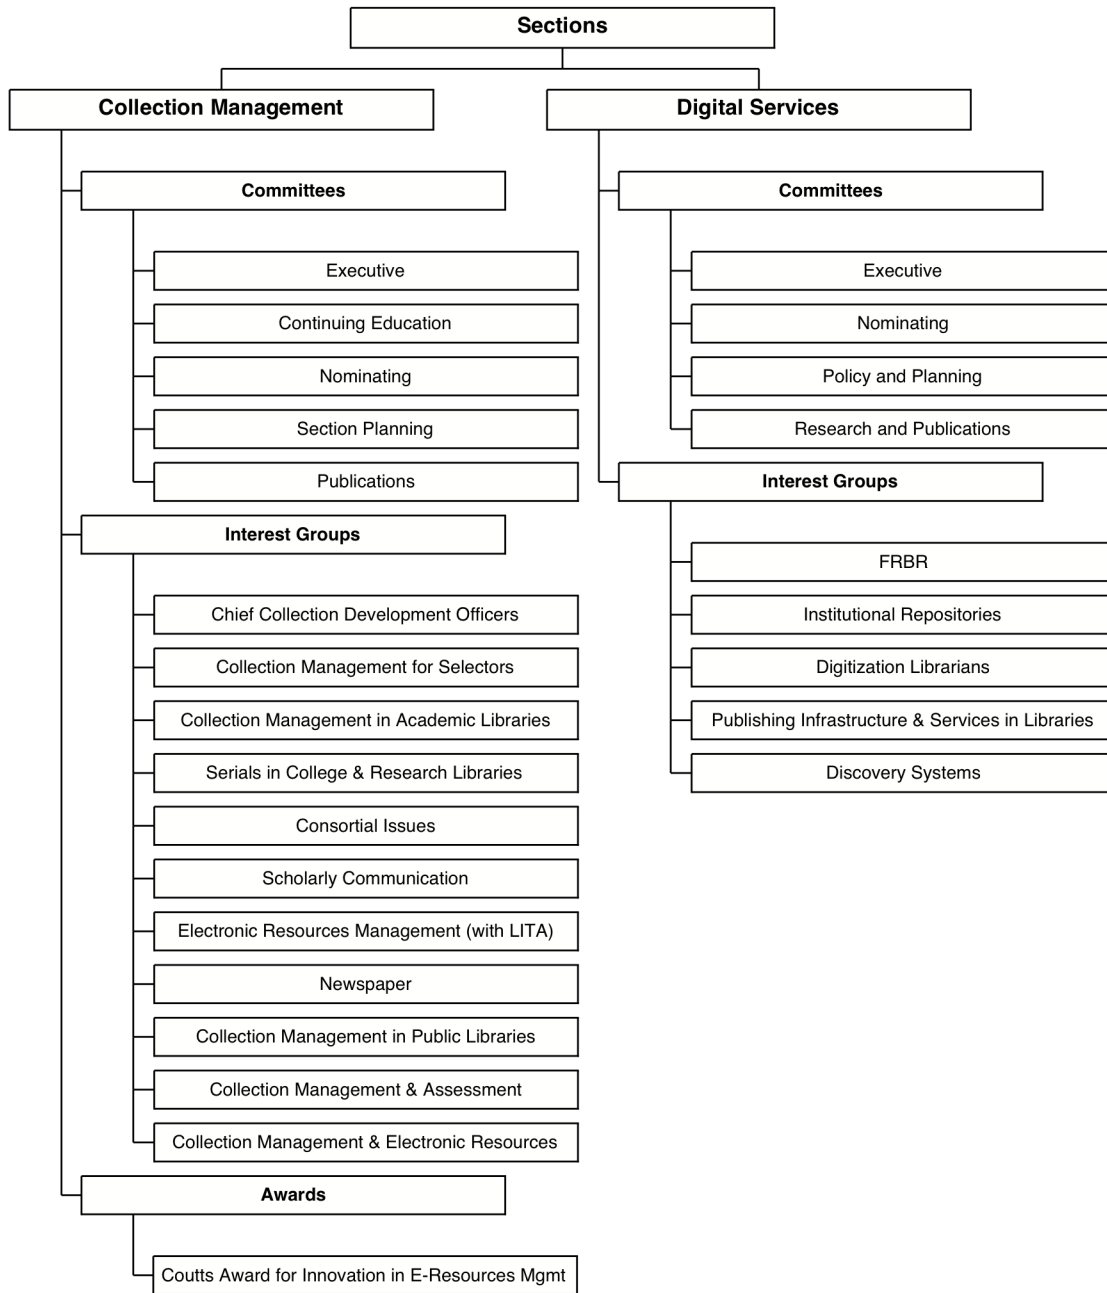 Sections
Collection Management
Committees
Executive
Continuing Education
Nominating
Section Planning
Publications
Interest Groups
Chief Collection Development Officers
Collection Management for Selectors
Collection Management in Academic Libraries
Serials in College & Research Libraries
Consortial Issues
Scholarly Communication
Electronic Resources Management (with LITA)
Newspaper
Collection Management in Public Libraries
Collection Management & Assessment
Collection Management & Electronic Resources
Awards
Coutts Award for Innovation in E-Resources Mgmt
Digital Services
Committees
Executive
Nominating
Policy and Planning
Research and Publications
Interest Groups
FRBR
Institutional Repositories
Digitization Librarians
Publishing Infrastructure & Services in Libraries
Discovery Systems